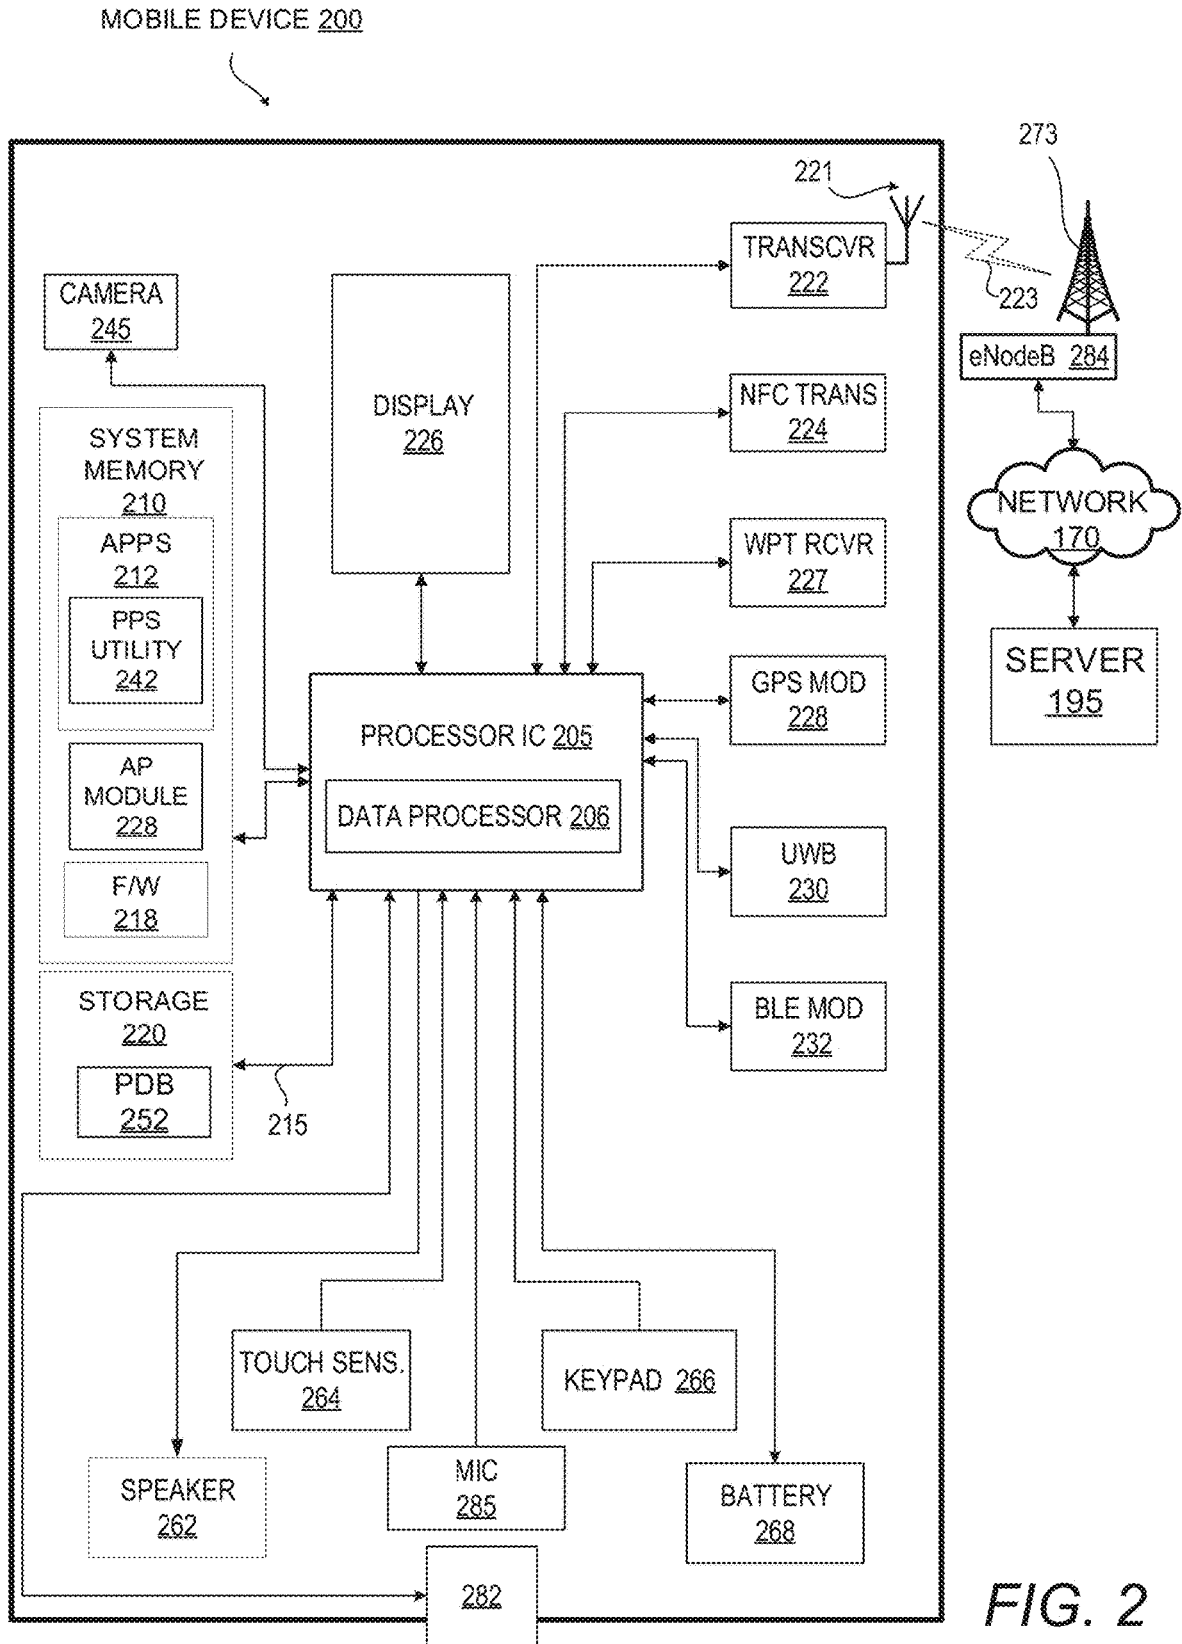 MOBILE DEVICE 200
221
273
TRANSCVR
222
223
CAMERA
245
eNodeB 284
DISPLAY
226
NFC TRANS
224
SYSTEM
MEMORY
210
NETWORK
170
APPS
212
WPT RCVR
227
PPS
UTILITY
242
SERVER
195
GPS MOD
228
PROCESSOR IC 205
AP
MODULE
228
DATA PROCESSOR 206
UWB
230
F/W
218
STORAGE
220
BLE MOD
232
PDB
252
215
TOUCH SENS.
264
KEYPAD 266
SPEAKER
262
MIC
285
BATTERY
268
282
FIG. 2